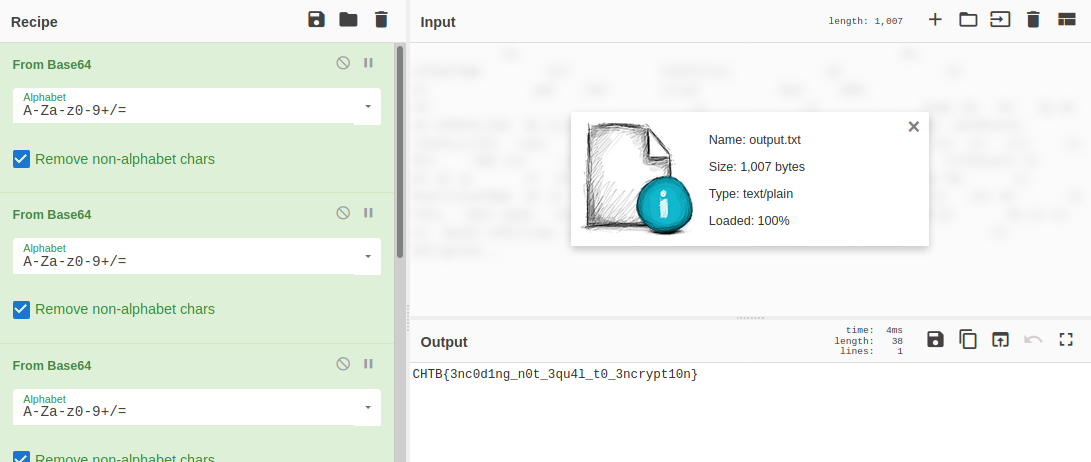 Recipe
From Base64
Alphabet
A-Za-z0-9+/=
Remove non-alphabet chars
From Base64
Alphabet
A-Za-z0-9+/=
Remove non-alphabet chars
From Base64
Alphabet
A-Za-z0-9+/=
Remove non-alphabet chars
Input
length: 1,007
Name: output.txt
Size: 1,007 bytes
Type: text/plain
Loaded: 100%
Output
time: 4ms
length: 38
lines: 1
CHTB{3nc0d1ng_n0t_3qu4l_t0_3ncrypt10n}